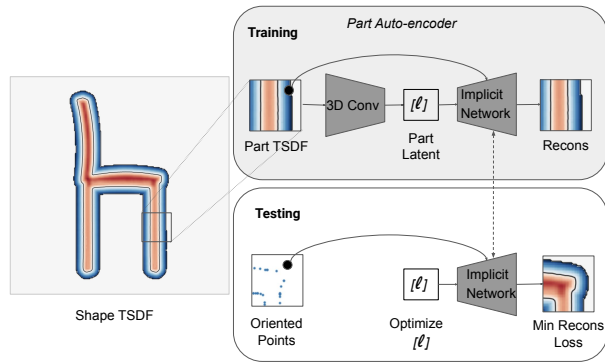 Part Auto-encoder
Training
3D Conv
[ℓ]
Implicit
Network
Part TSDF
Part
Latent
Recons
Testing
[ℓ]
Implicit
Network
Shape TSDF
Oriented
Points
Optimize
[ℓ]
Min Recons
Loss